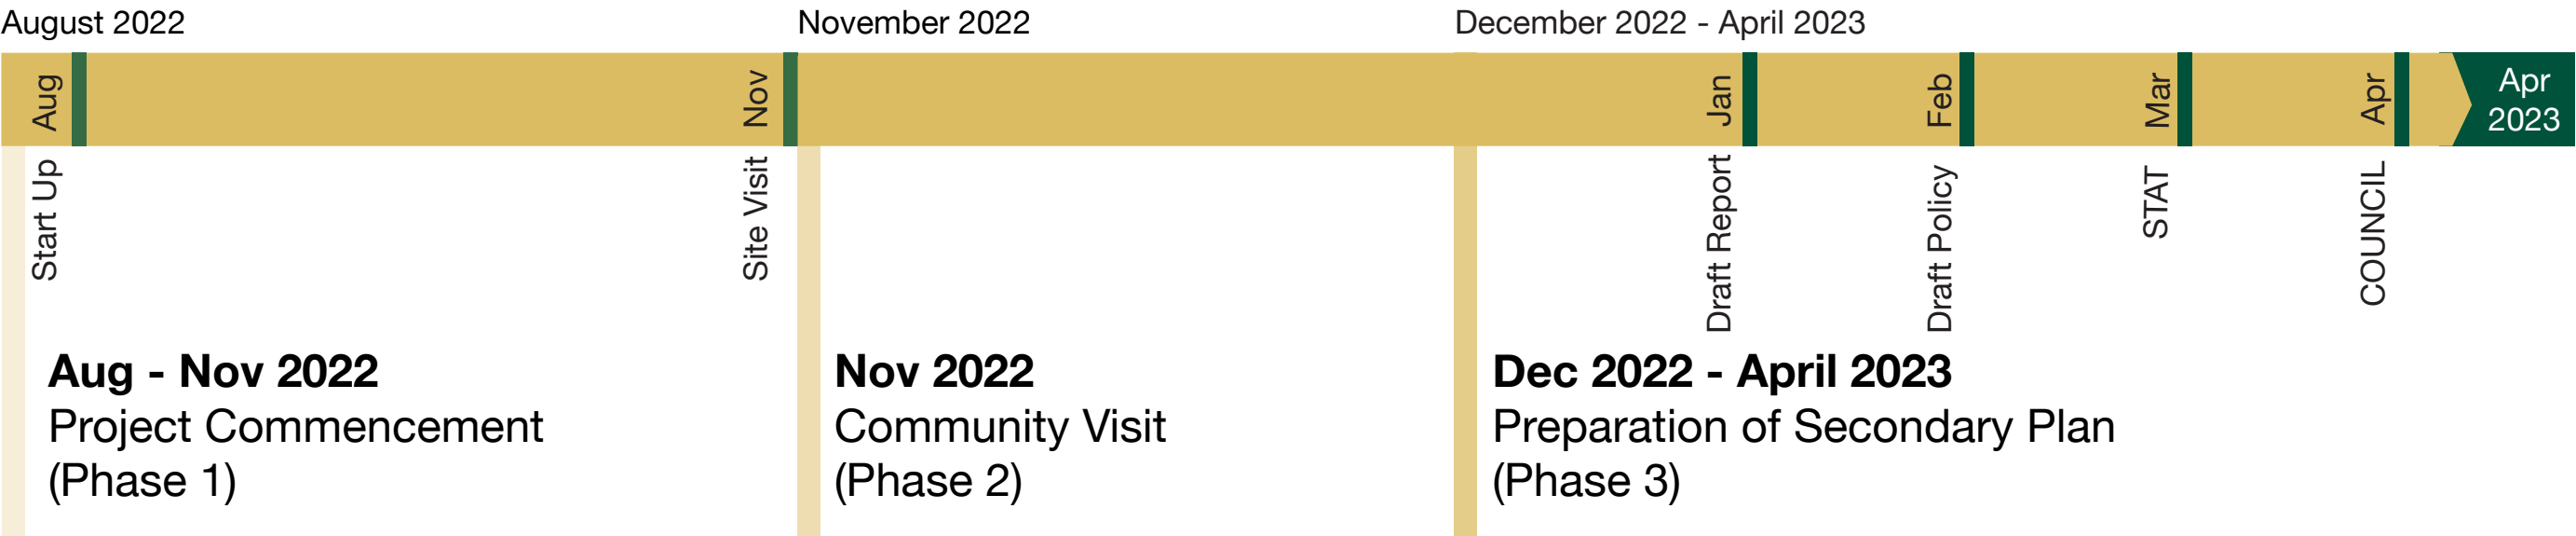 August 2022
November 2022
December 2022 - April 2023
Aug
Nov
Jan
Feb
Mar
Apr
Apr
2023
Start Up
Site Visit
Draft Report
Draft Policy
STAT
COUNCIL
Aug - Nov 2022
Project Commencement
(Phase 1)
Nov 2022
Community Visit
(Phase 2)
Dec 2022 - April 2023
Preparation of Secondary Plan
(Phase 3)